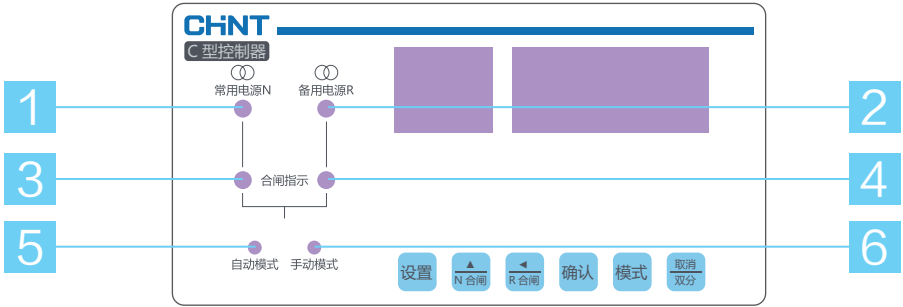 CHiNT
C 型控制器
常用电源N 备用电源R
1 2
3 合闸指示 4
5 6
自动模式 手动模式
设置 ▲ N 合闸 ◀ R 合闸 确认 模式 取消 双分